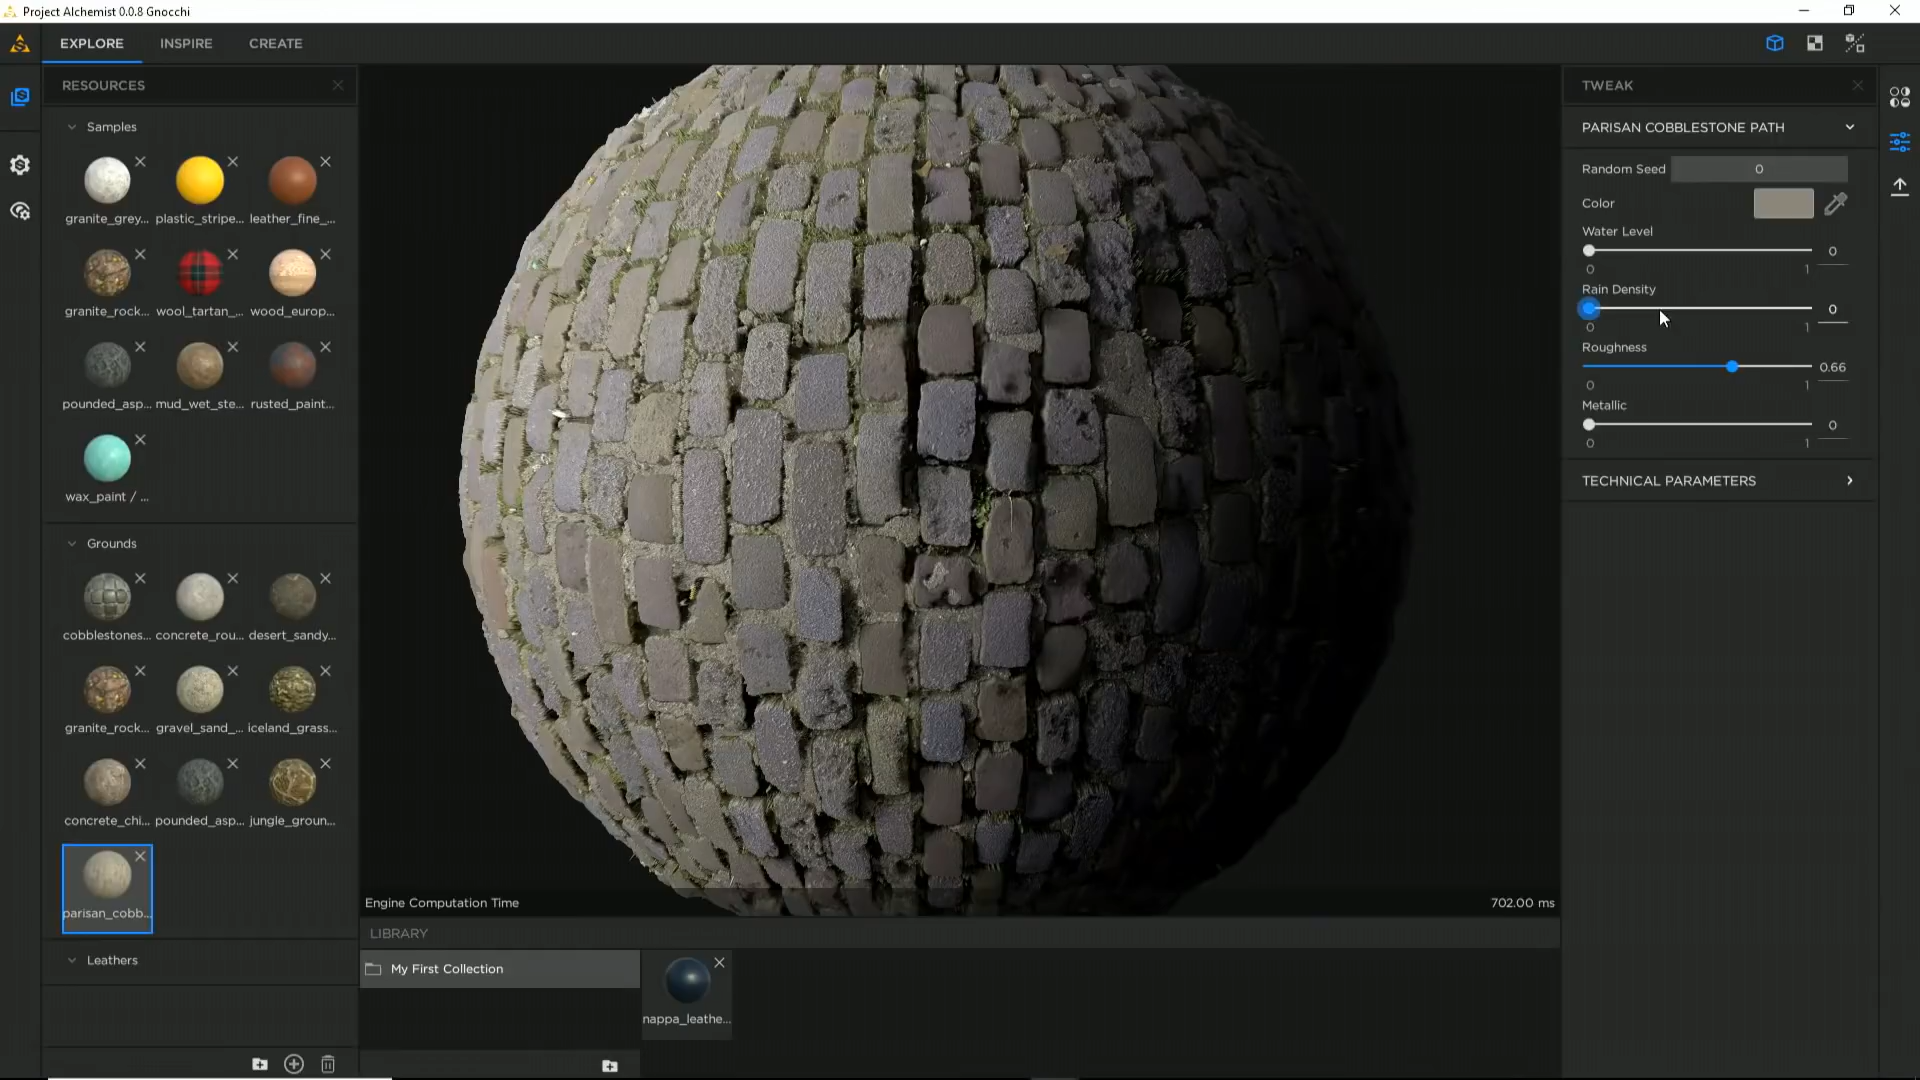 Project Alchemist 0.0.8 Gnocchi
EXPLORE INSPIRE CREATE
RESOURCES
Samples
granite_grey... plastic_stripe... leather_fine_...
granite_rock... wool_tartan_... wood_europ...
pounded_asp... mud_wet_ste... rusted_paint...
wax_paint / ...
Grounds
cobblestones... concrete_rou... desert_sandy...
granite_rock... gravel_sand_... iceland_grass...
concrete_chi... pounded_asp... jungle_groun...
parisan_cobb...
Leathers
Engine Computation Time 702.00 ms
LIBRARY
My First Collection
nappa_leathe...
TWEAK
PARISAN COBBLESTONE PATH
Random Seed 0
Color
Water Level
0
0 1
Rain Density
0
0 1
Roughness
0.66
0 1
Metallic
0
0 1
TECHNICAL PARAMETERS